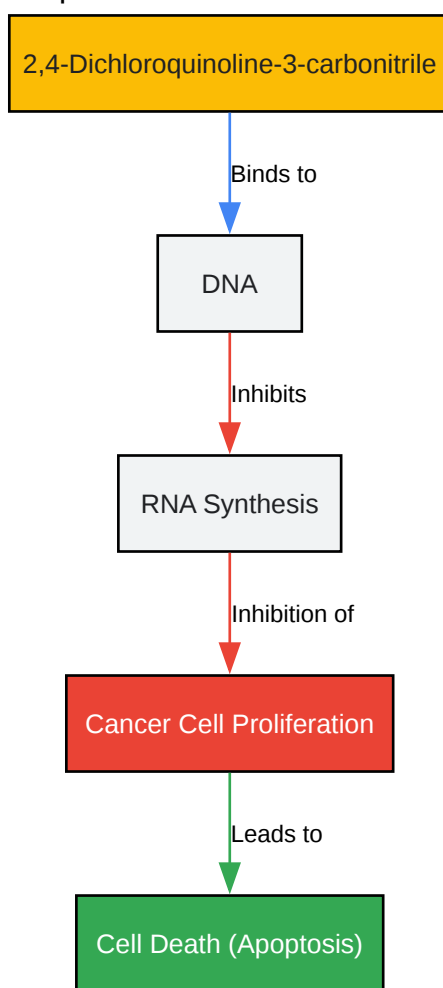 2,4-Dichloroquinoline-3-carbonitrile
Binds to
DNA
Inhibits
RNA Synthesis
Inhibition of
Cancer Cell Proliferation
Leads to
Cell Death (Apoptosis)